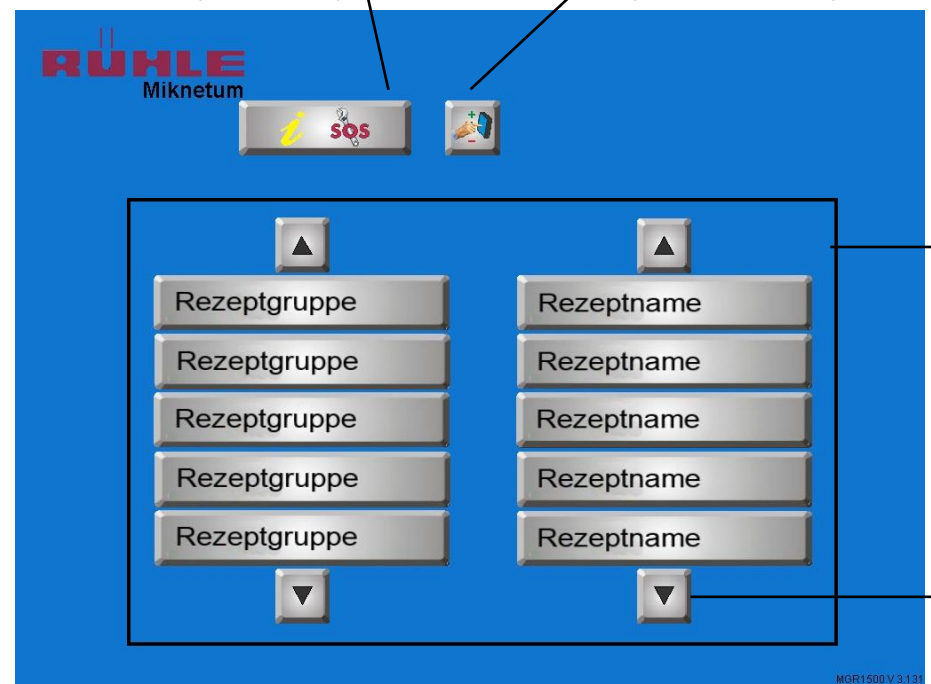 RÜHLE
Miknetum
i SOS
+
-
Rezeptgruppe
Rezeptgruppe
Rezeptgruppe
Rezeptgruppe
Rezeptgruppe
Rezeptname
Rezeptname
Rezeptname
Rezeptname
Rezeptname
MGR1500 V 3.131